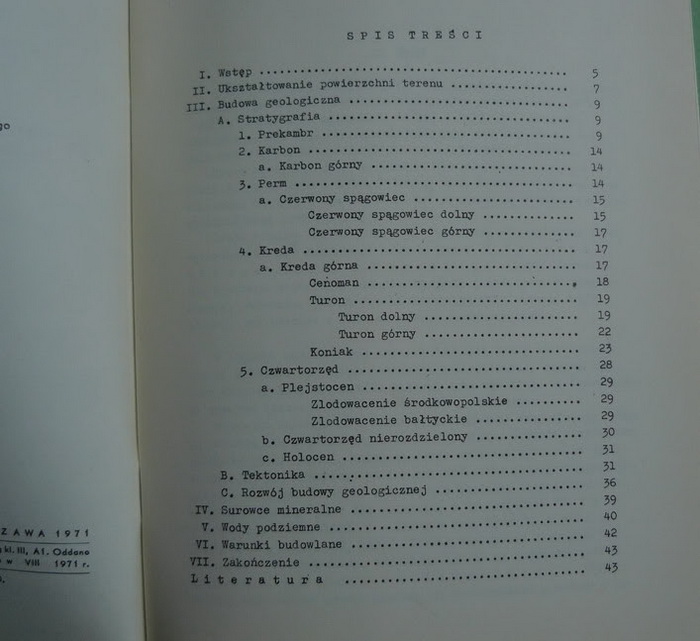 go
ZAWA 1971
kl. III, A1. Oddano
w VIII 1971 r.
SPIS TREŚCI
I. Wstęp 5
II. Ukształtowanie powierzchni terenu 7
III. Budowa geologiczna 9
A. Stratygrafia 9
1. Prekambr 9
2. Karbon 14
a. Karbon górny 14
3. Perm 14
a. Czerwony spągowiec 15
Czerwony spągowiec dolny 15
Czerwony spągowiec górny 17
4. Kreda 17
a. Kreda górna 17
Cenoman 18
Turon 19
Turon dolny 19
Turon górny 22
Koniak 23
5. Czwartorzęd 28
a. Plejstocen 29
Zlodowacenie środkowopolskie 29
Zlodowacenie bałtyckie 29
b. Czwartorzęd nierozdzielony 30
c. Holocen 31
B. Tektonika 31
C. Rozwój budowy geologicznej 36
IV. Surowce mineralne 39
V. Wody podziemne 40
VI. Warunki budowlane 42
VII. Zakończenie 43
Literatura 43